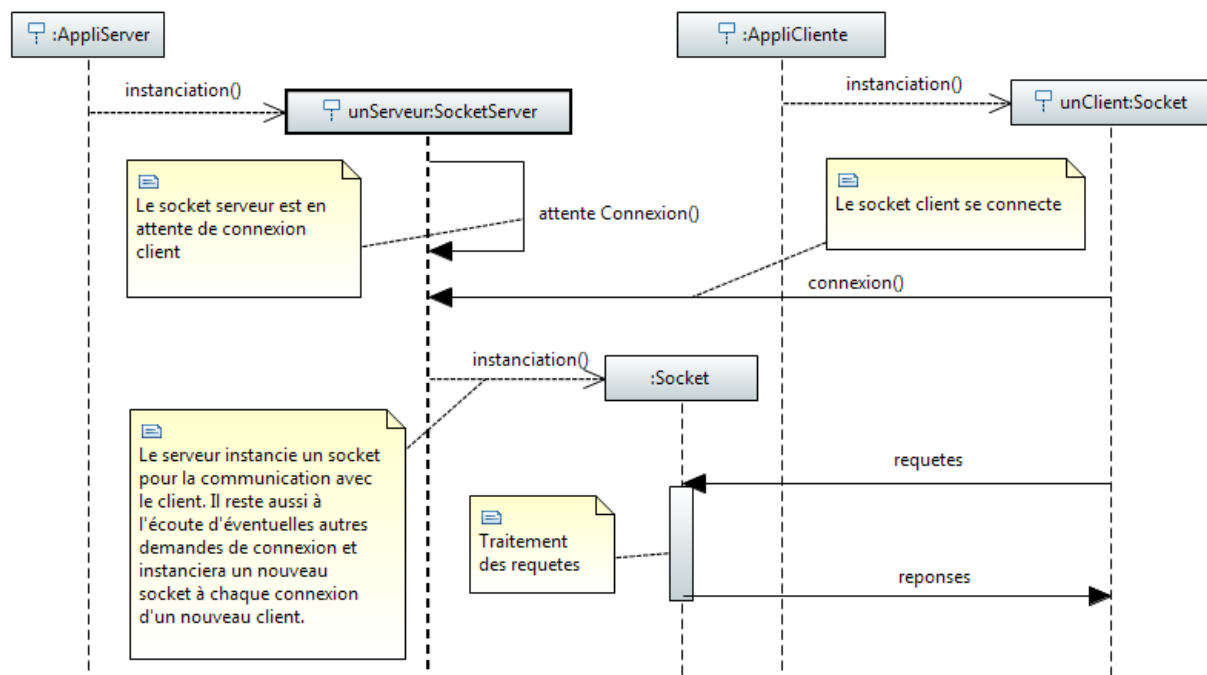 :AppliServer
:AppliCliente
instanciation()
unServeur:SocketServer
instanciation()
unClient:Socket
Le socket serveur est en
attente de connexion
client
attente Connexion()
Le socket client se connecte
connexion()
instanciation()
:Socket
Le serveur instancie un socket
pour la communication avec
le client. Il reste aussi à
l'écoute d'éventuelles autres
demandes de connexion et
instanciera un nouveau
socket à chaque connexion
d'un nouveau client.
requetes
Traitement
des requetes
reponses